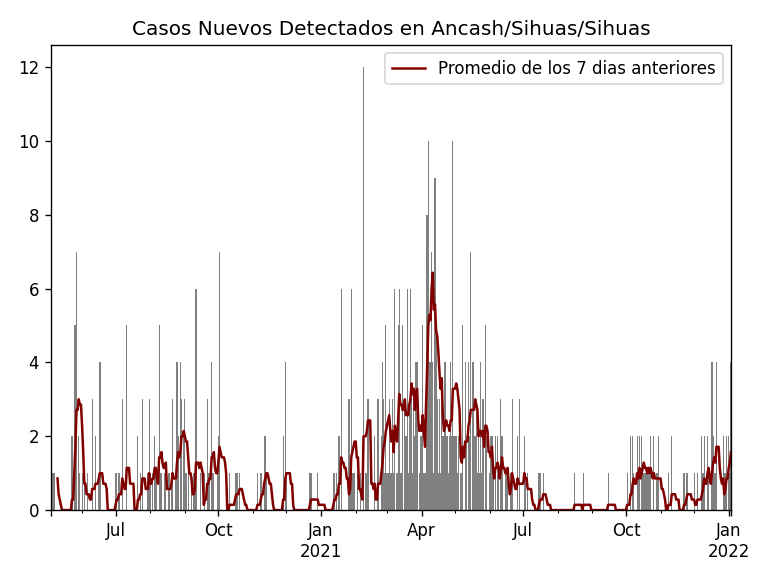 Casos Nuevos Detectados en Ancash/Sihuas/Sihuas
Promedio de los 7 dias anteriores
12
10
8
6
4
2
0
Jul
Oct
Jan
2021
Apr
Jul
Oct
Jan
2022